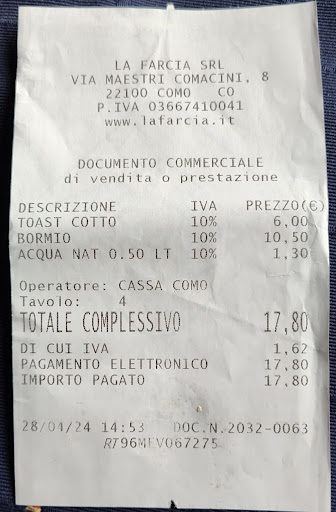 LA FARCIA SRL
VIA MAESTRI COMACINI, 8
22100 COMO CO
P.IVA 03667410041
www.lafarcia.it
DOCUMENTO COMMERCIALE
di vendita o prestazione
DESCRIZIONE IVA PREZZO(€)
TOAST COTTO 10% 6,00
BORMIO 10% 10,50
ACQUA NAT 0.50 LT 10% 1,30
Operatore: CASSA COMO
Tavolo: 4
TOTALE COMPLESSIVO 17,80
DI CUI IVA 1,62
PAGAMENTO ELETTRONICO 17,80
IMPORTO PAGATO 17,80
28/04/24 14:53 DOC.N.2032-0063
RT96MEV067275